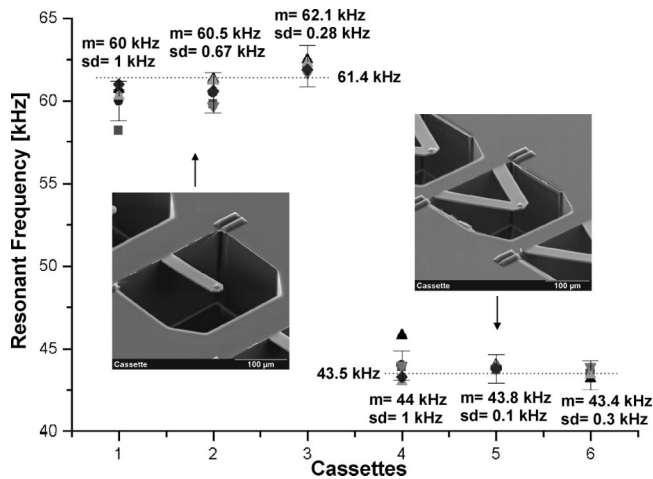 65
60
55
50
45
40
Resonant Frequency [kHz]
m= 60 kHz
sd= 1 kHz
m= 60.5 kHz
sd= 0.67 kHz
m= 62.1 kHz
sd= 0.28 kHz
61.4 kHz
Cassette 100 µm
Cassette 100 µm
43.5 kHz
m= 44 kHz
sd= 1 kHz
m= 43.8 kHz
sd= 0.1 kHz
m= 43.4 kHz
sd= 0.3 kHz
1 2 3 4 5 6
Cassettes